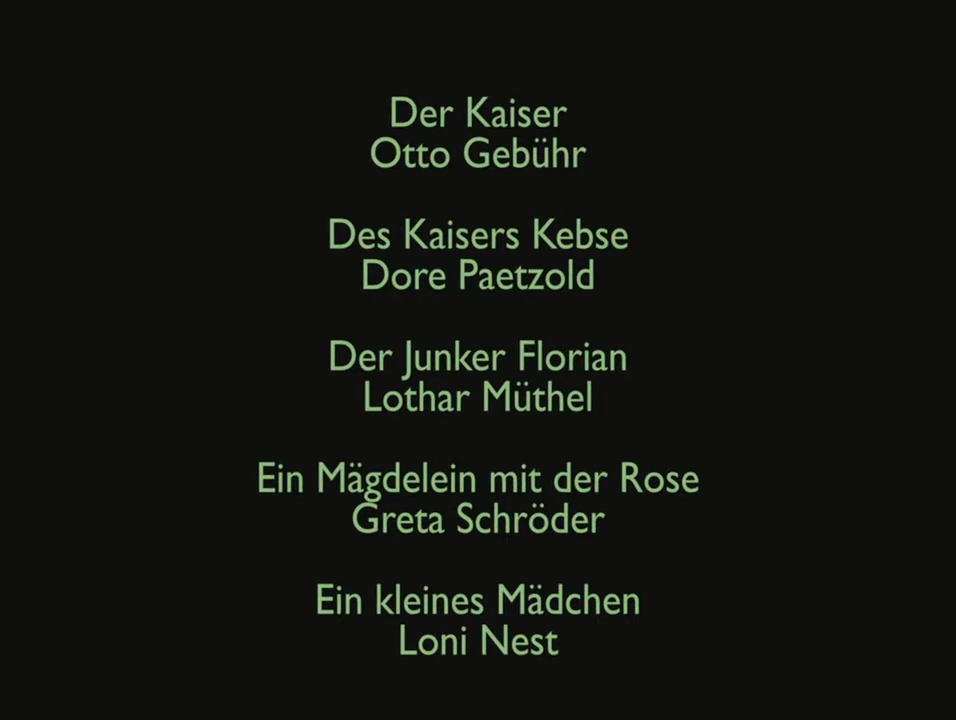 Der Kaiser
Otto Gebühr
Des Kaisers Kebse
Dore Paetzold
Der Junker Florian
Lothar Müthel
Ein Mägdelein mit der Rose
Greta Schröder
Ein kleines Mädchen
Loni Nest